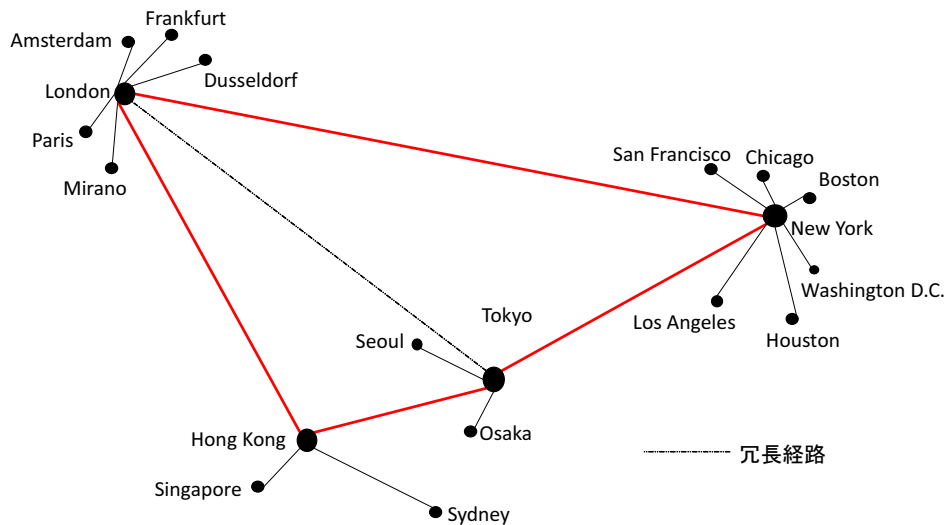 Frankfurt
Amsterdam
Dusseldorf
London
Paris
Mirano
San Francisco
Chicago
Boston
New York
Washington D.C.
Los Angeles
Houston
Tokyo
Seoul
Osaka
Hong Kong
Singapore
Sydney
冗長経路